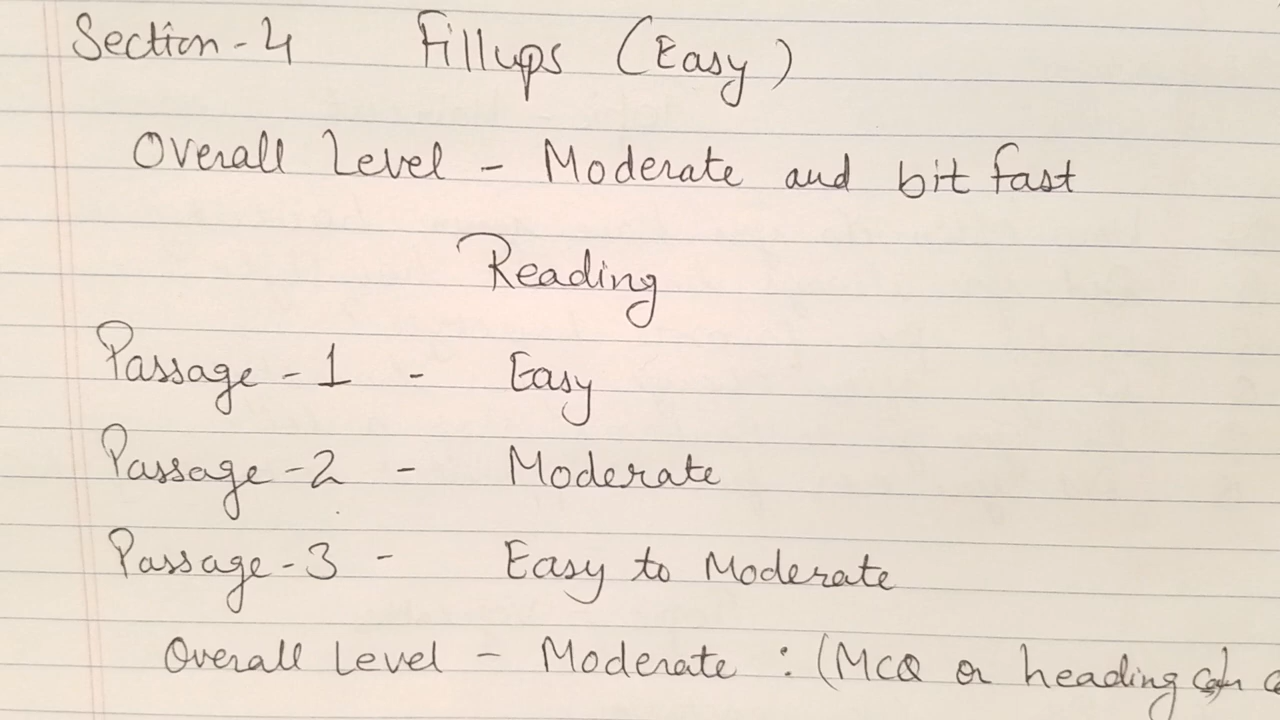 Section-4 Fillups (Easy)
Overall Level - Moderate and bit fast
Reading
Passage-1 - Easy
Passage-2 - Moderate
Passage-3 - Easy to Moderate
Overall Level - Moderate : (MCQ or heading